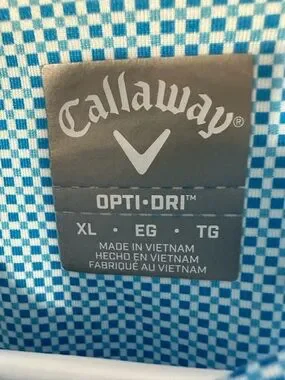 Callaway®
OPTI•DRI™
XL • EG • TG
MADE IN VIETNAM
HECHO EN VIETNAM
FABRIQUÉ AU VIETNAM